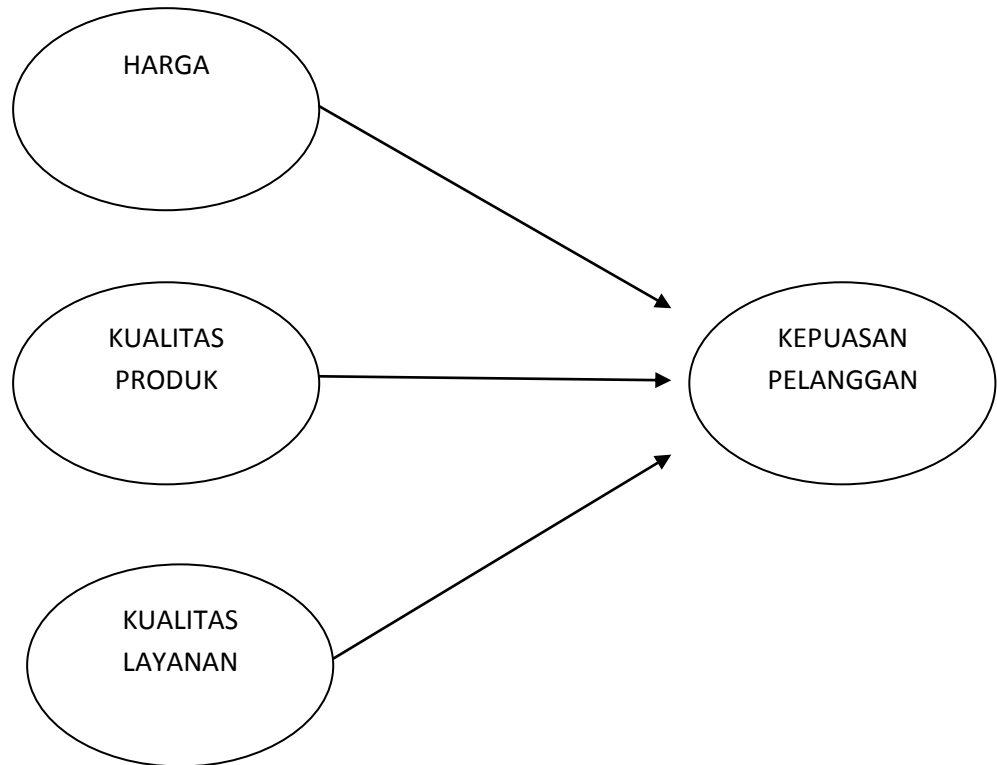 HARGA
KUALITAS
PRODUK
KEPUASAN
PELANGGAN
KUALITAS
LAYANAN